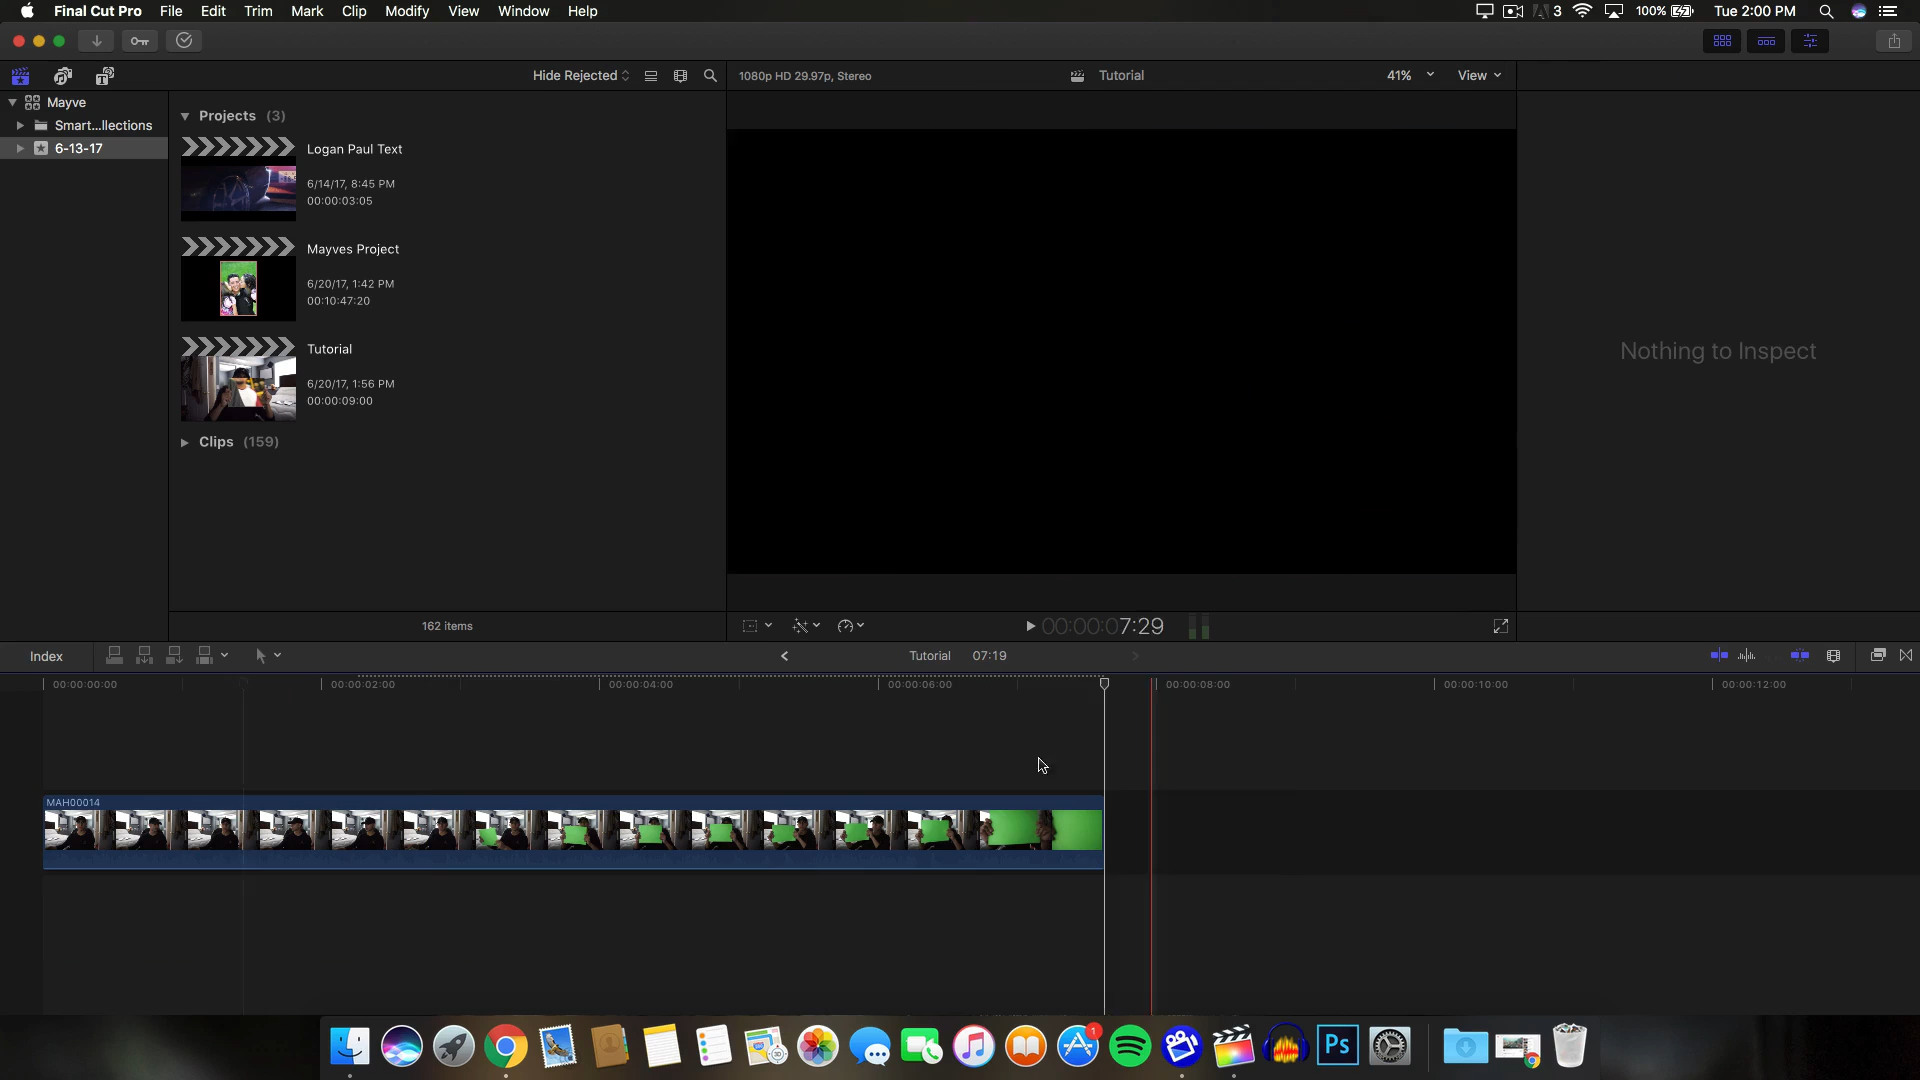 Final Cut Pro File Edit Trim Mark Clip Modify View Window Help 3 100% Tue 2:00 PM
Hide Rejected 1080p HD 29.97p, Stereo Tutorial 41% View
Mayve
Smart...llections
6-13-17
Projects (3)
Logan Paul Text
6/14/17, 8:45 PM
00:00:03:05
Mayves Project
6/20/17, 1:42 PM
00:10:47:20
Tutorial
6/20/17, 1:56 PM
00:00:09:00
Clips (159)
162 items
Nothing to Inspect
00:00:07:29
Index Tutorial 07:19
00:00:00:00 00:00:02:00 00:00:04:00 00:00:06:00 00:00:08:00 00:00:10:00 00:00:12:00
MAH00014
30 1 Ps